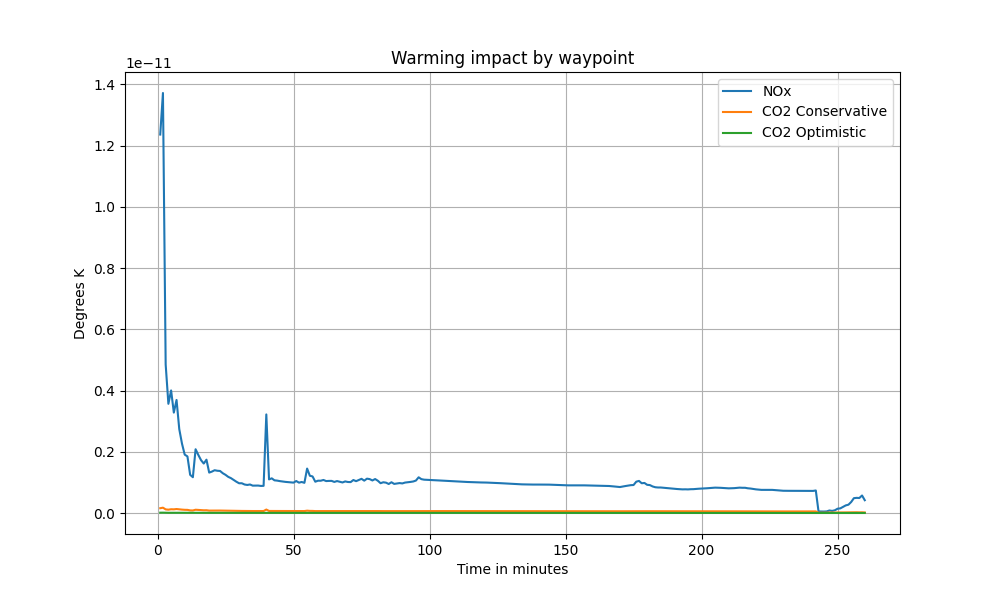 Warming impact by waypoint
1e−11
1.4
1.2
1.0
0.8
0.6
0.4
0.2
0.0
Degrees K
NOx
CO2 Conservative
CO2 Optimistic
0 50 100 150 200 250
Time in minutes